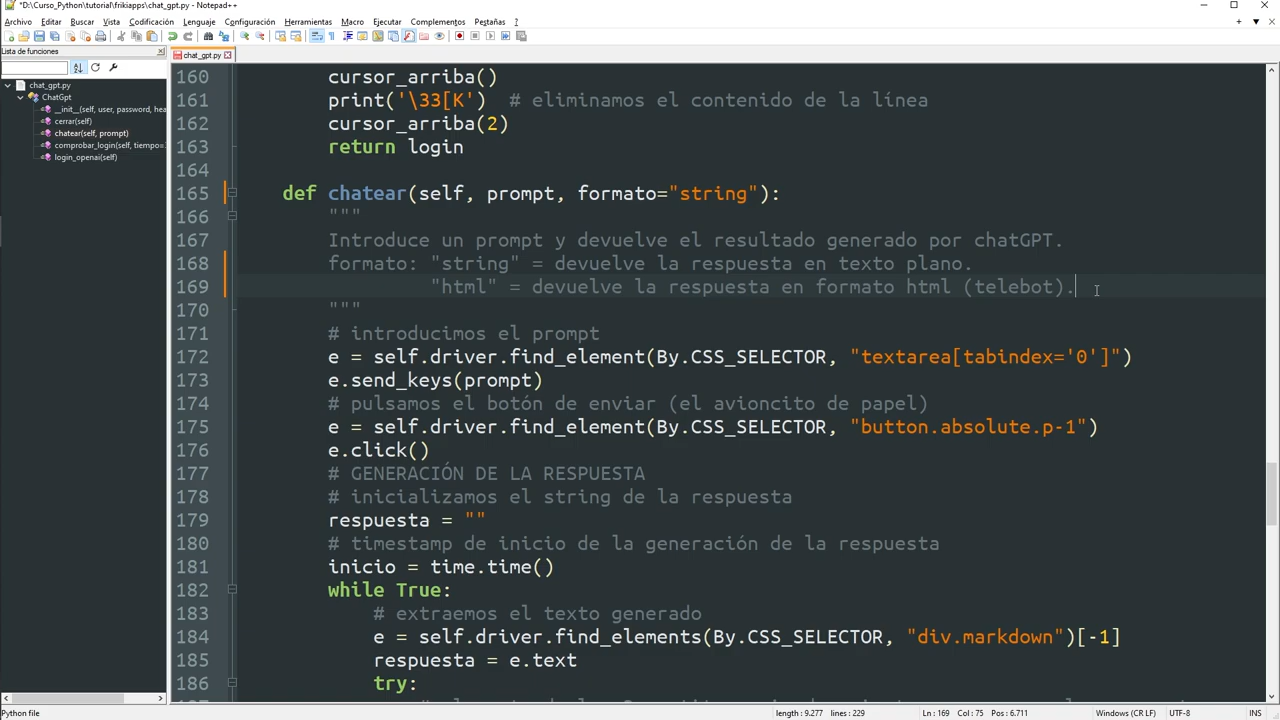 *D:\Curso_Python\tutorial\frikiapps\chat_gpt.py - Notepad++
Archivo Editar Buscar Vista Codificación Lenguaje Configuración Herramientas Macro Ejecutar Complementos Pestañas ?
Lista de funciones
chat_gpt.py
chat_gpt.py
ChatGpt
__init__(self, user, password, hea
cerrar(self)
chatear(self, prompt)
comprobar_login(self, tiempo=
login_openai(self)
160 cursor_arriba()
161 print('\33[K') # eliminamos el contenido de la línea
162 cursor_arriba(2)
163 return login
164
165 def chatear(self, prompt, formato="string"):
166 """
167 Introduce un prompt y devuelve el resultado generado por chatGPT.
168 formato: "string" = devuelve la respuesta en texto plano.
169 "html" = devuelve la respuesta en formato html (telebot).
170 """
171 # introducimos el prompt
172 e = self.driver.find_element(By.CSS_SELECTOR, "textarea[tabindex='0']")
173 e.send_keys(prompt)
174 # pulsamos el botón de enviar (el avioncito de papel)
175 e = self.driver.find_element(By.CSS_SELECTOR, "button.absolute.p-1")
176 e.click()
177 # GENERACIÓN DE LA RESPUESTA
178 # inicializamos el string de la respuesta
179 respuesta = ""
180 # timestamp de inicio de la generación de la respuesta
181 inicio = time.time()
182 while True:
183 # extraemos el texto generado
184 e = self.driver.find_elements(By.CSS_SELECTOR, "div.markdown")[-1]
185 respuesta = e.text
186 try:
Python file length : 9.277 lines : 229 Ln : 169 Col : 75 Pos : 6.711 Windows (CR LF) UTF-8 INS